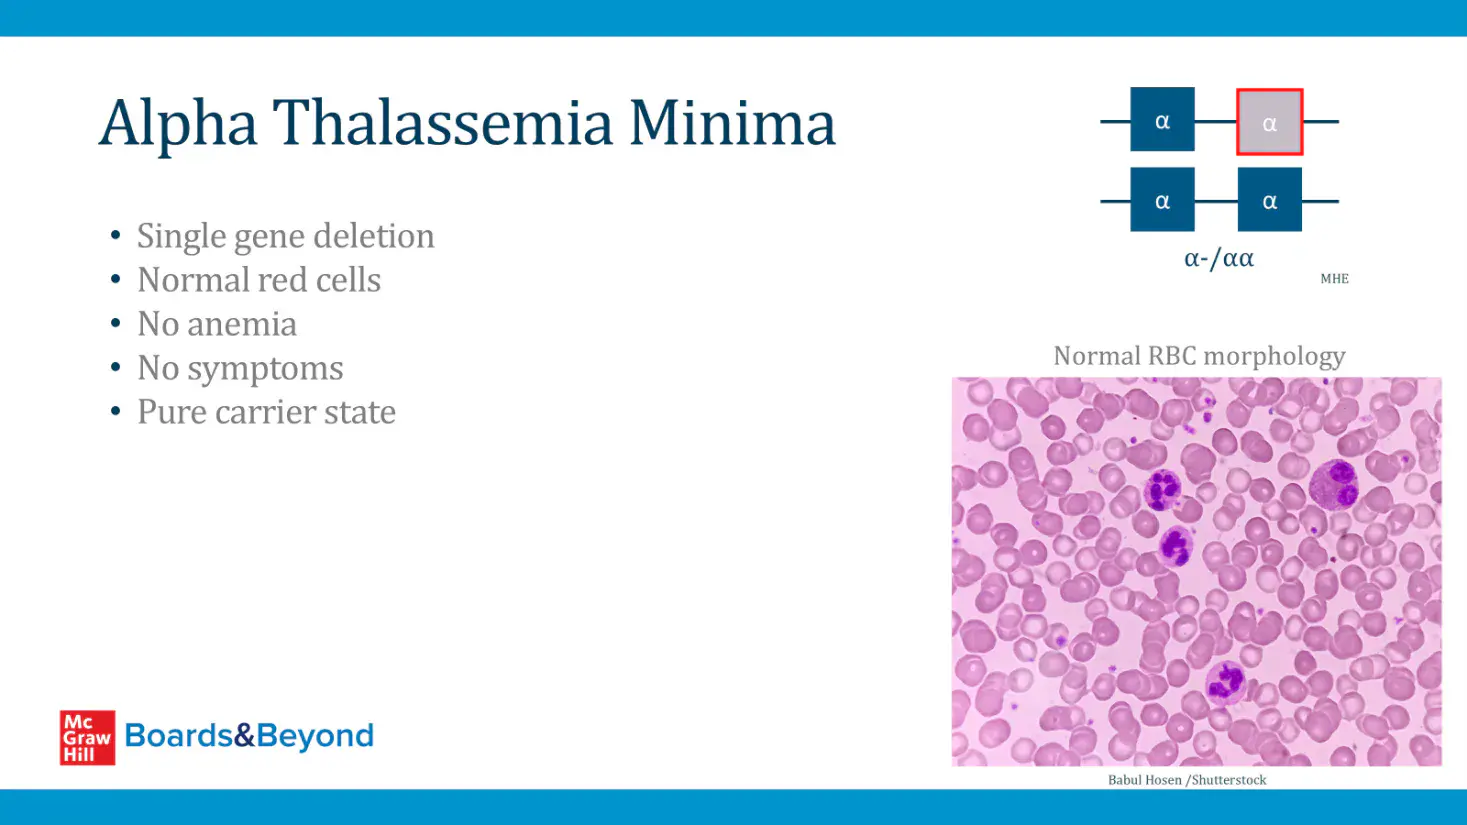 Alpha Thalassemia Minima
• Single gene deletion
• Normal red cells
• No anemia
• No symptoms
• Pure carrier state
α α
α α
α-/αα
MHE
Normal RBC morphology
Babul Hosen /Shutterstock
Mc
Graw
Hill
Boards&Beyond